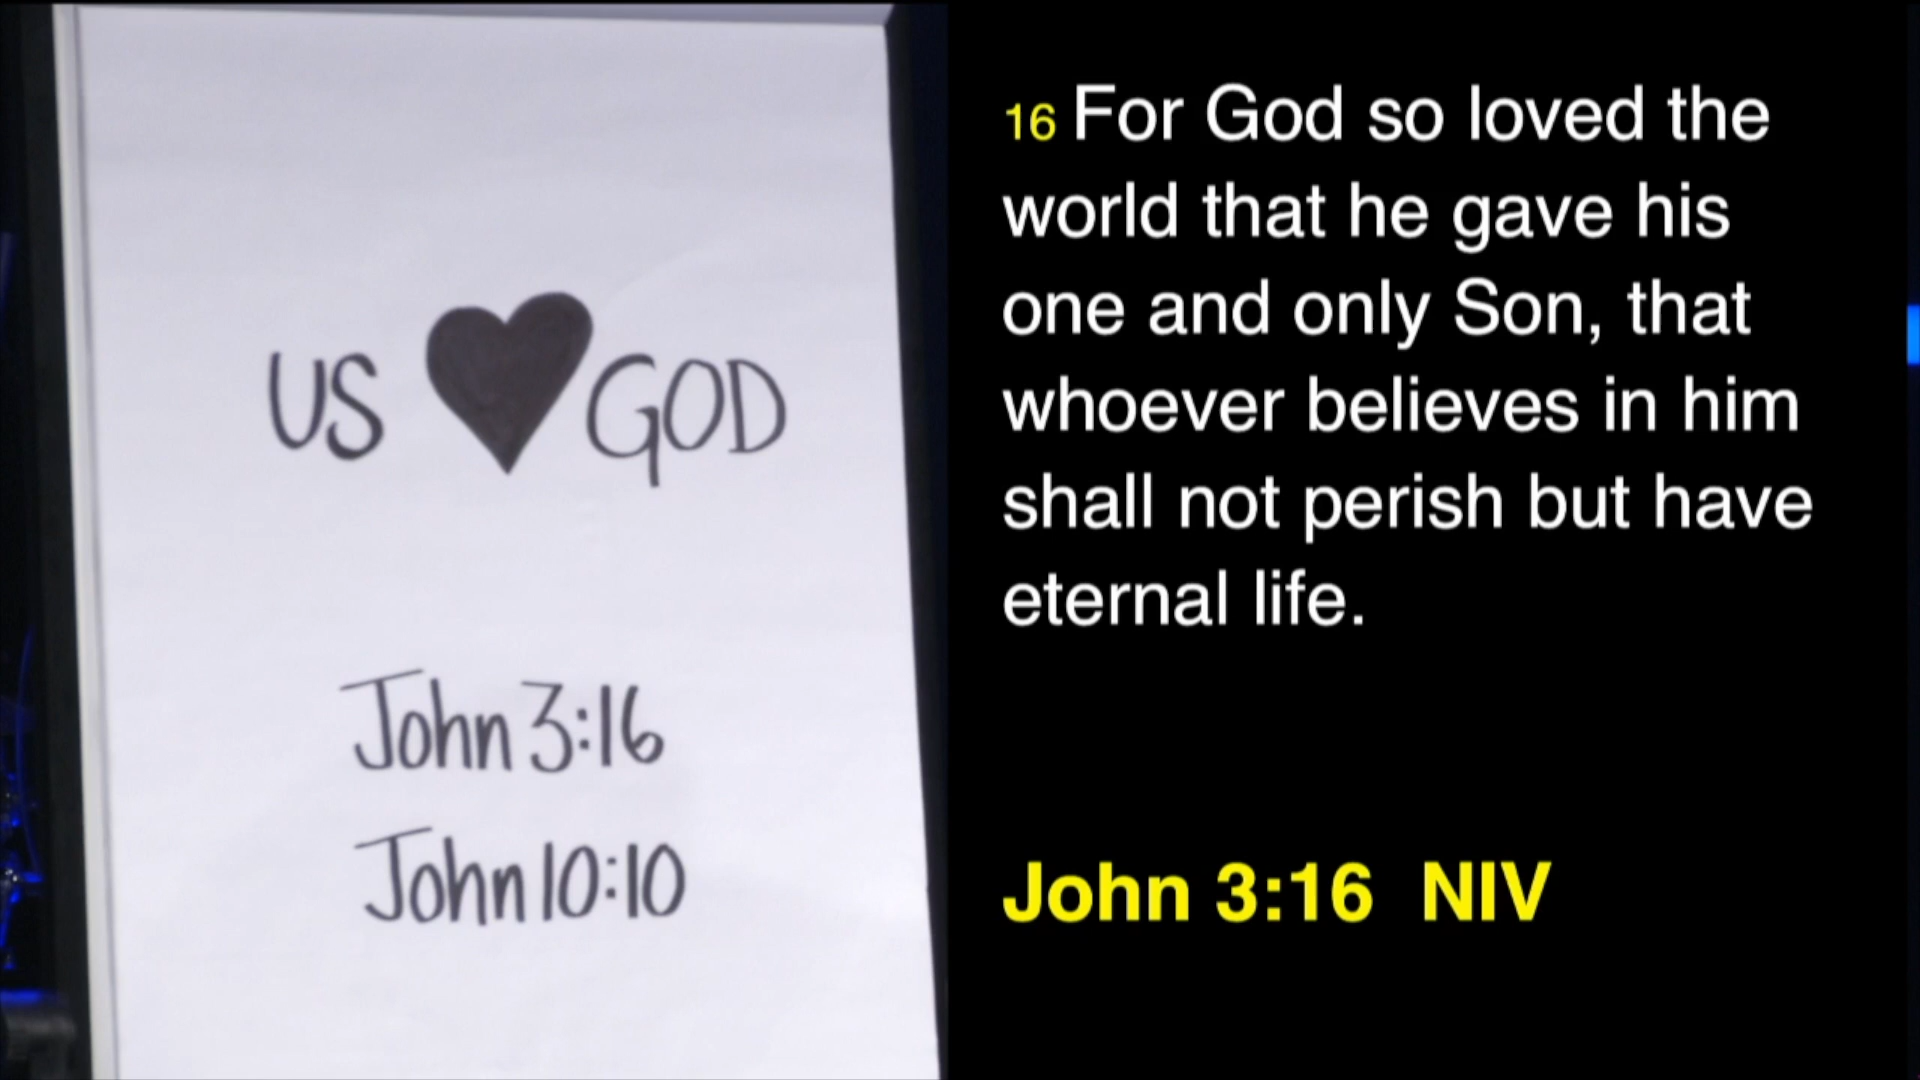 US GOD
John 3:16
John 10:10
16 For God so loved the
world that he gave his
one and only Son, that
whoever believes in him
shall not perish but have
eternal life.
John 3:16 NIV